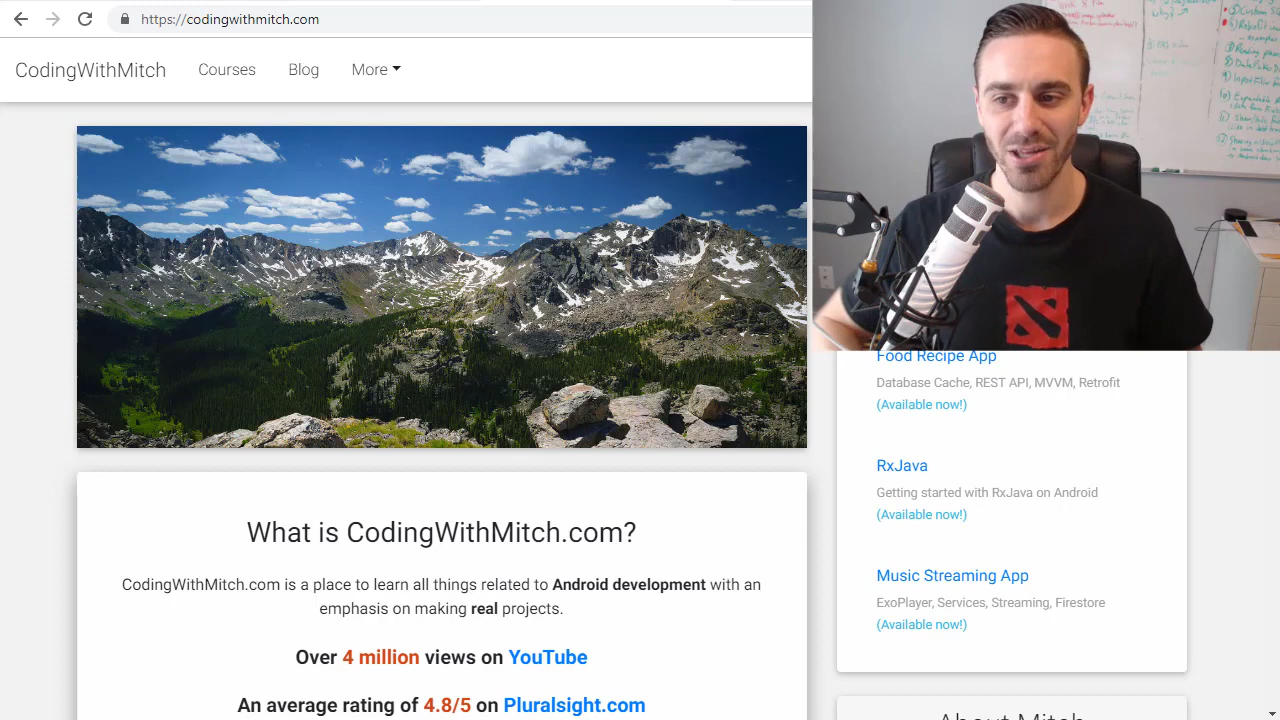 https://codingwithmitch.com
CodingWithMitch
Courses
Blog
More
Food Recipe App
Database Cache, REST API, MVVM, Retrofit
(Available now!)
RxJava
Getting started with RxJava on Android
(Available now!)
Music Streaming App
ExoPlayer, Services, Streaming, Firestore
(Available now!)
What is CodingWithMitch.com?
CodingWithMitch.com is a place to learn all things related to Android development with an
emphasis on making real projects.
Over 4 million views on YouTube
An average rating of 4.8/5 on Pluralsight.com
About Mitch